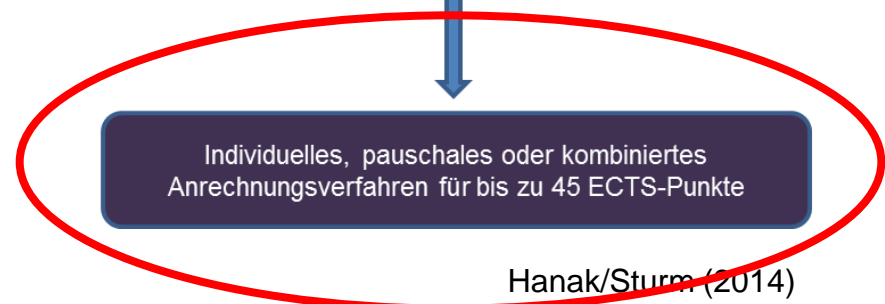 Individuelles, pauschales oder kombiniertes
Anrechnungsverfahren für bis zu 45 ECTS-Punkte
Hanak/Sturm (2014)